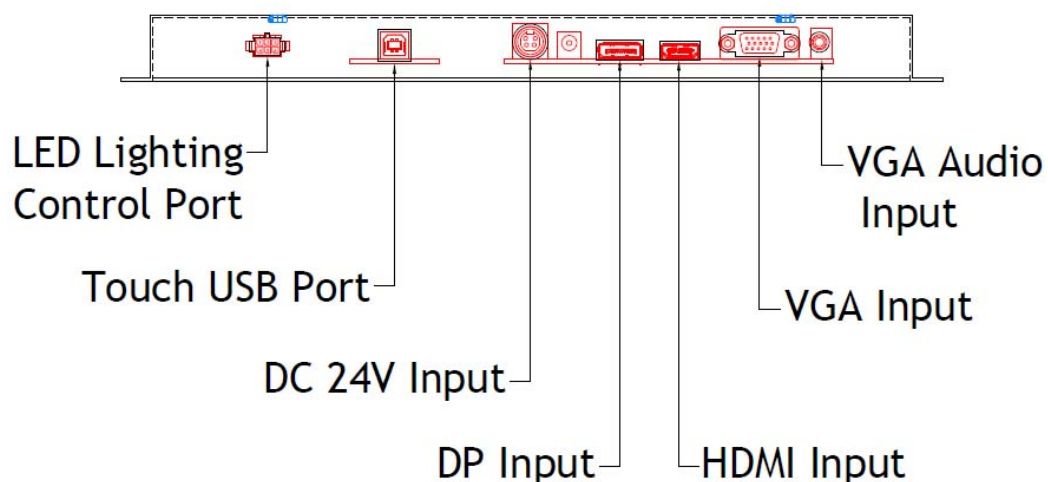 LED Lighting
Control Port
Touch USB Port
DC 24V Input
DP Input
HDMI Input
VGA Input
VGA Audio
Input